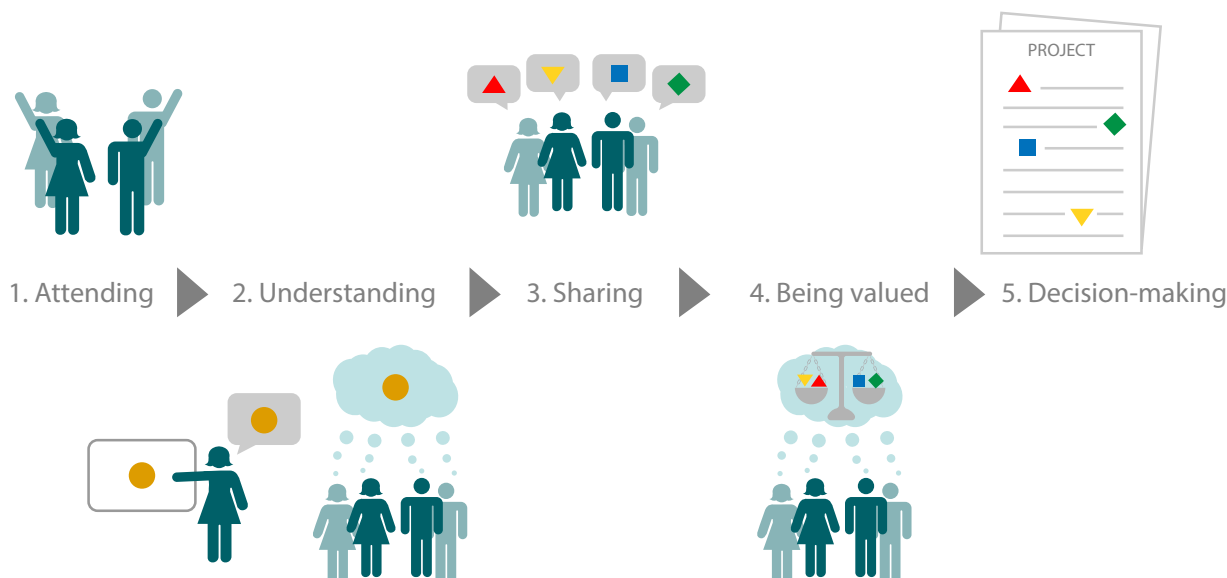 PROJECT
1. Attending
2. Understanding
3. Sharing
4. Being valued
5. Decision-making